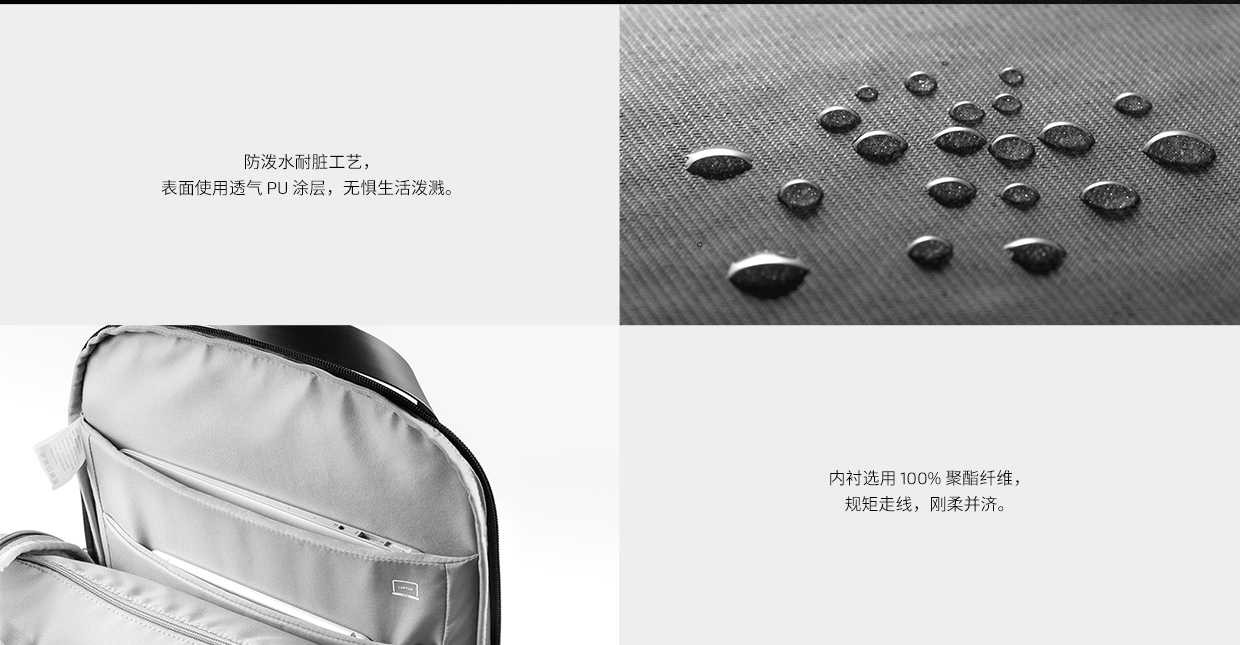 防泼水耐脏工艺，
表面使用透气 PU 涂层，无惧生活泼溅。
内衬选用 100% 聚酯纤维，
规矩走线，刚柔并济。